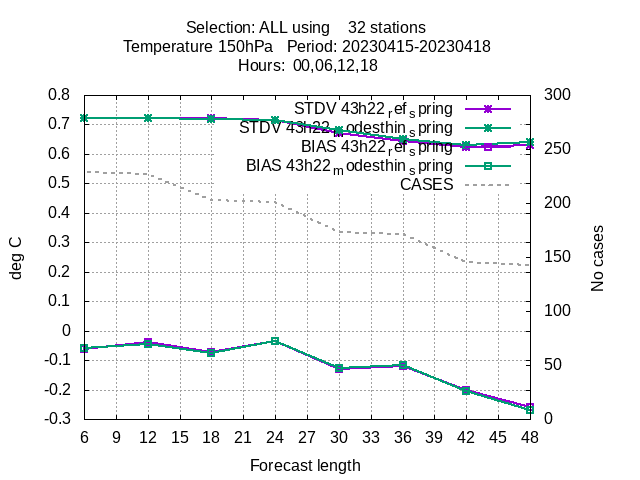 Selection: ALL using 32 stations
Temperature 150hPa Period: 20230415-20230418
Hours: 00,06,12,18
0.8
0.7
0.6
0.5
0.4
0.3
0.2
0.1
0
-0.1
-0.2
-0.3
deg C
STDV 43h22_ref_spring
STDV 43h22_modesthin_spring
BIAS 43h22_ref_spring
BIAS 43h22_modesthin_spring
CASES
300
250
200
150
100
50
0
No cases
6 9 12 15 18 21 24 27 30 33 36 39 42 45 48
Forecast length